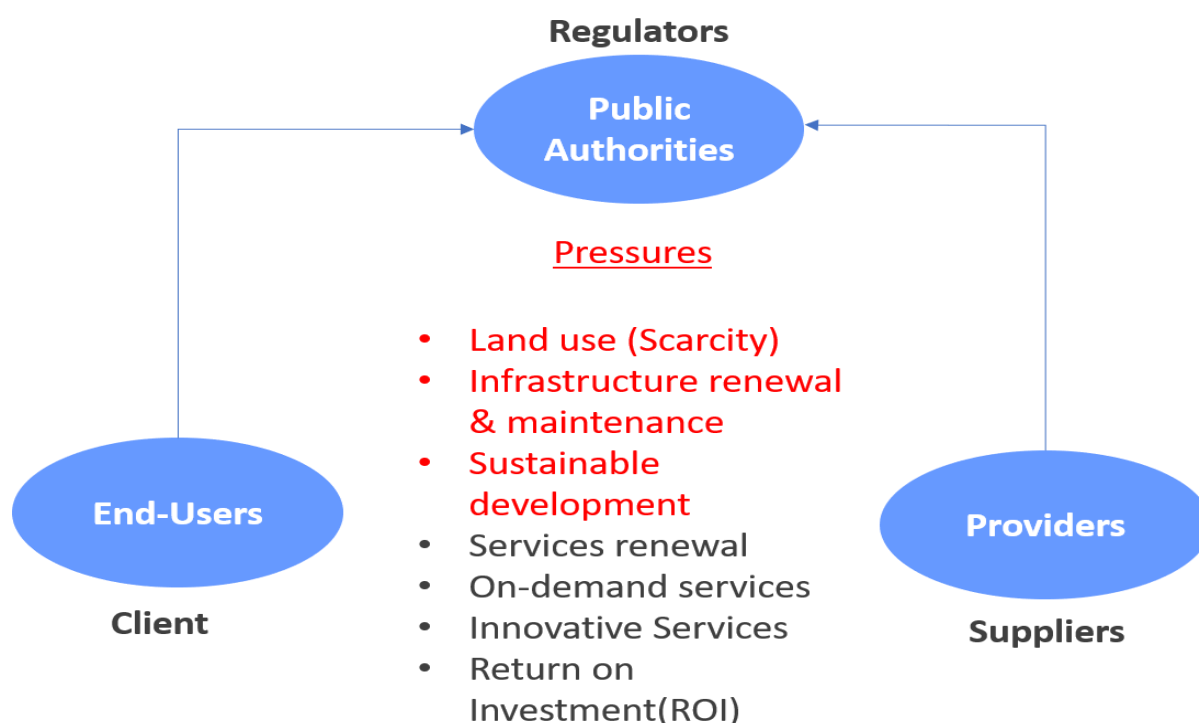 Regulators
Public
Authorities
Pressures
• Land use (Scarcity)
• Infrastructure renewal
& maintenance
• Sustainable
development
• Services renewal
• On-demand services
• Innovative Services
• Return on
Investment(ROI)
End-Users
Client
Providers
Suppliers